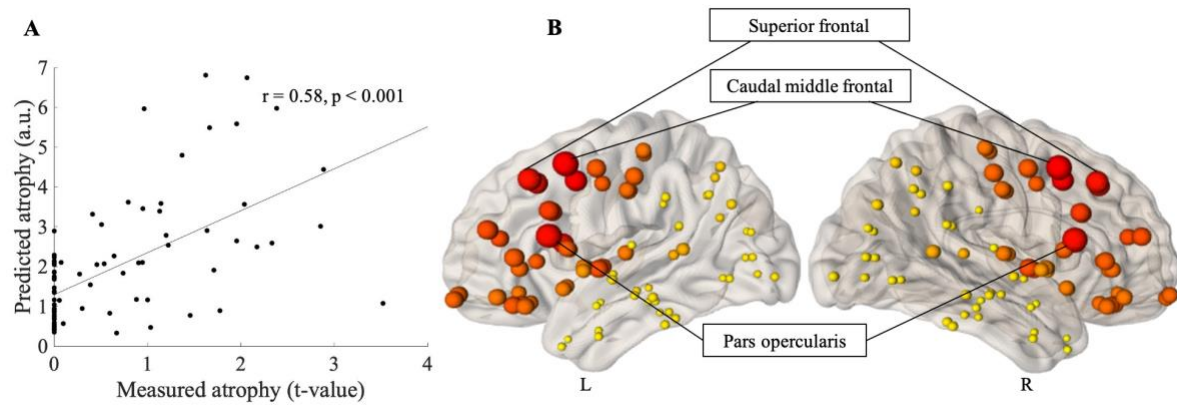 A
7
6
5
4
3
2
1
0
Predicted atrophy (a.u.)
r = 0.58, p < 0.001
0 1 2 3 4
Measured atrophy (t-value)
B
Superior frontal
Caudal middle frontal
Pars opercularis
L R